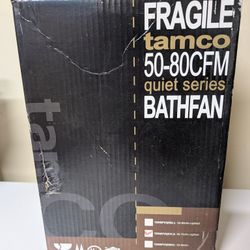 FRAGILE
tamco
50-80CFM
quiet series
BATHFAN
tamco